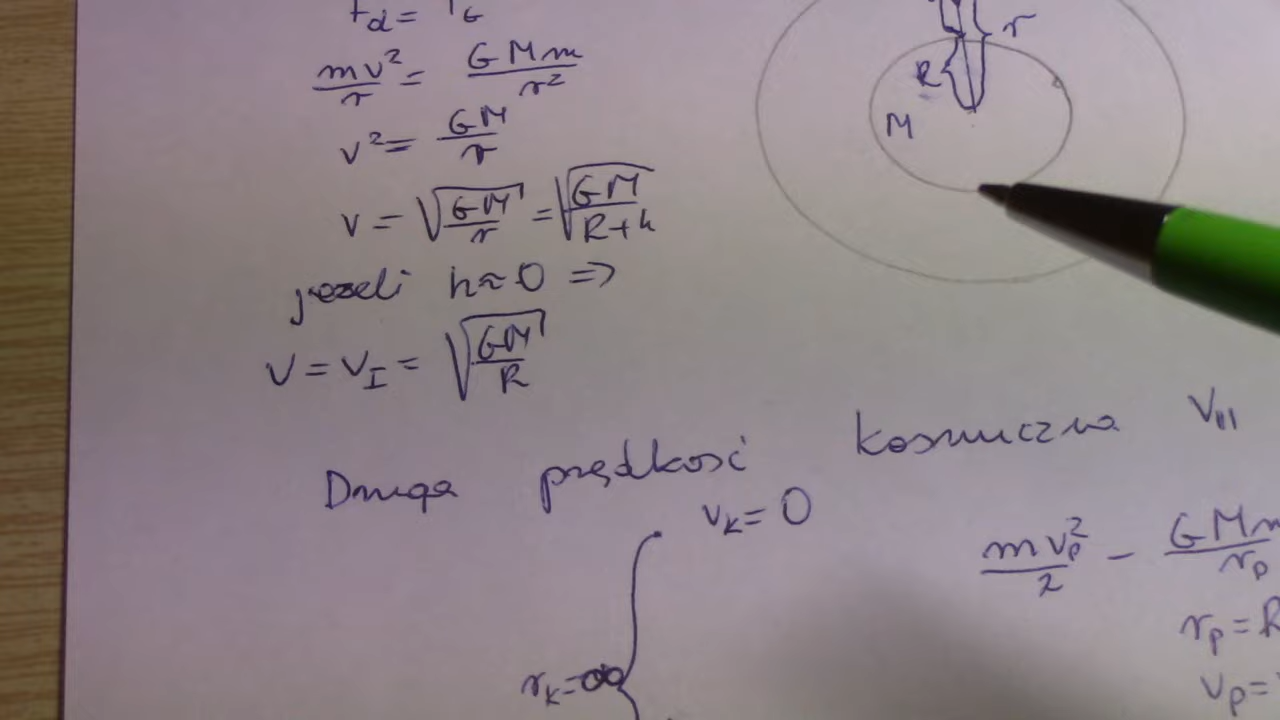 F_d = F_G
mv²/r = GMm/r²
v² = GM/r
v = √(GM/r) = √(GM/(R+h))
jeżeli h≈0 =>
V = V_I = √(GM/R)
r
R
M
Druga prędkość kosmiczna V_II
v_k = 0
mv_p²/2 - GMm/r_p
r_p = R
v_p =
r_k = ∞